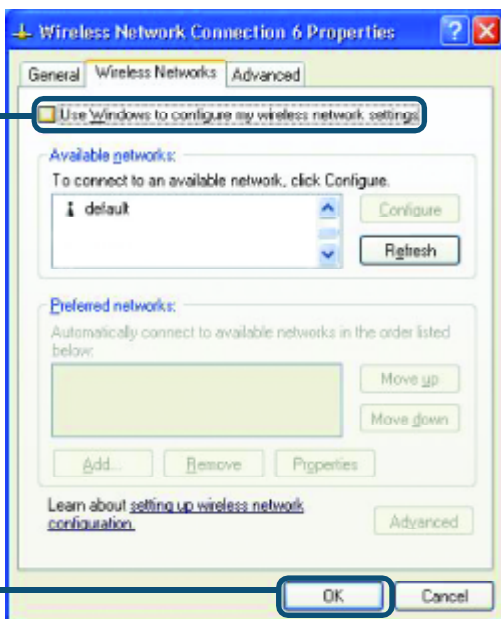 Wireless Network Connection 6 Properties
General Wireless Networks Advanced
Use Windows to configure my wireless network settings
Available networks:
To connect to an available network, click Configure.
default
Configure
Refresh
Preferred networks:
Automatically connect to available networks in the order listed
below:
Move up
Move down
Add... Remove Properties
Learn about setting up wireless network
configuration.
Advanced
OK Cancel